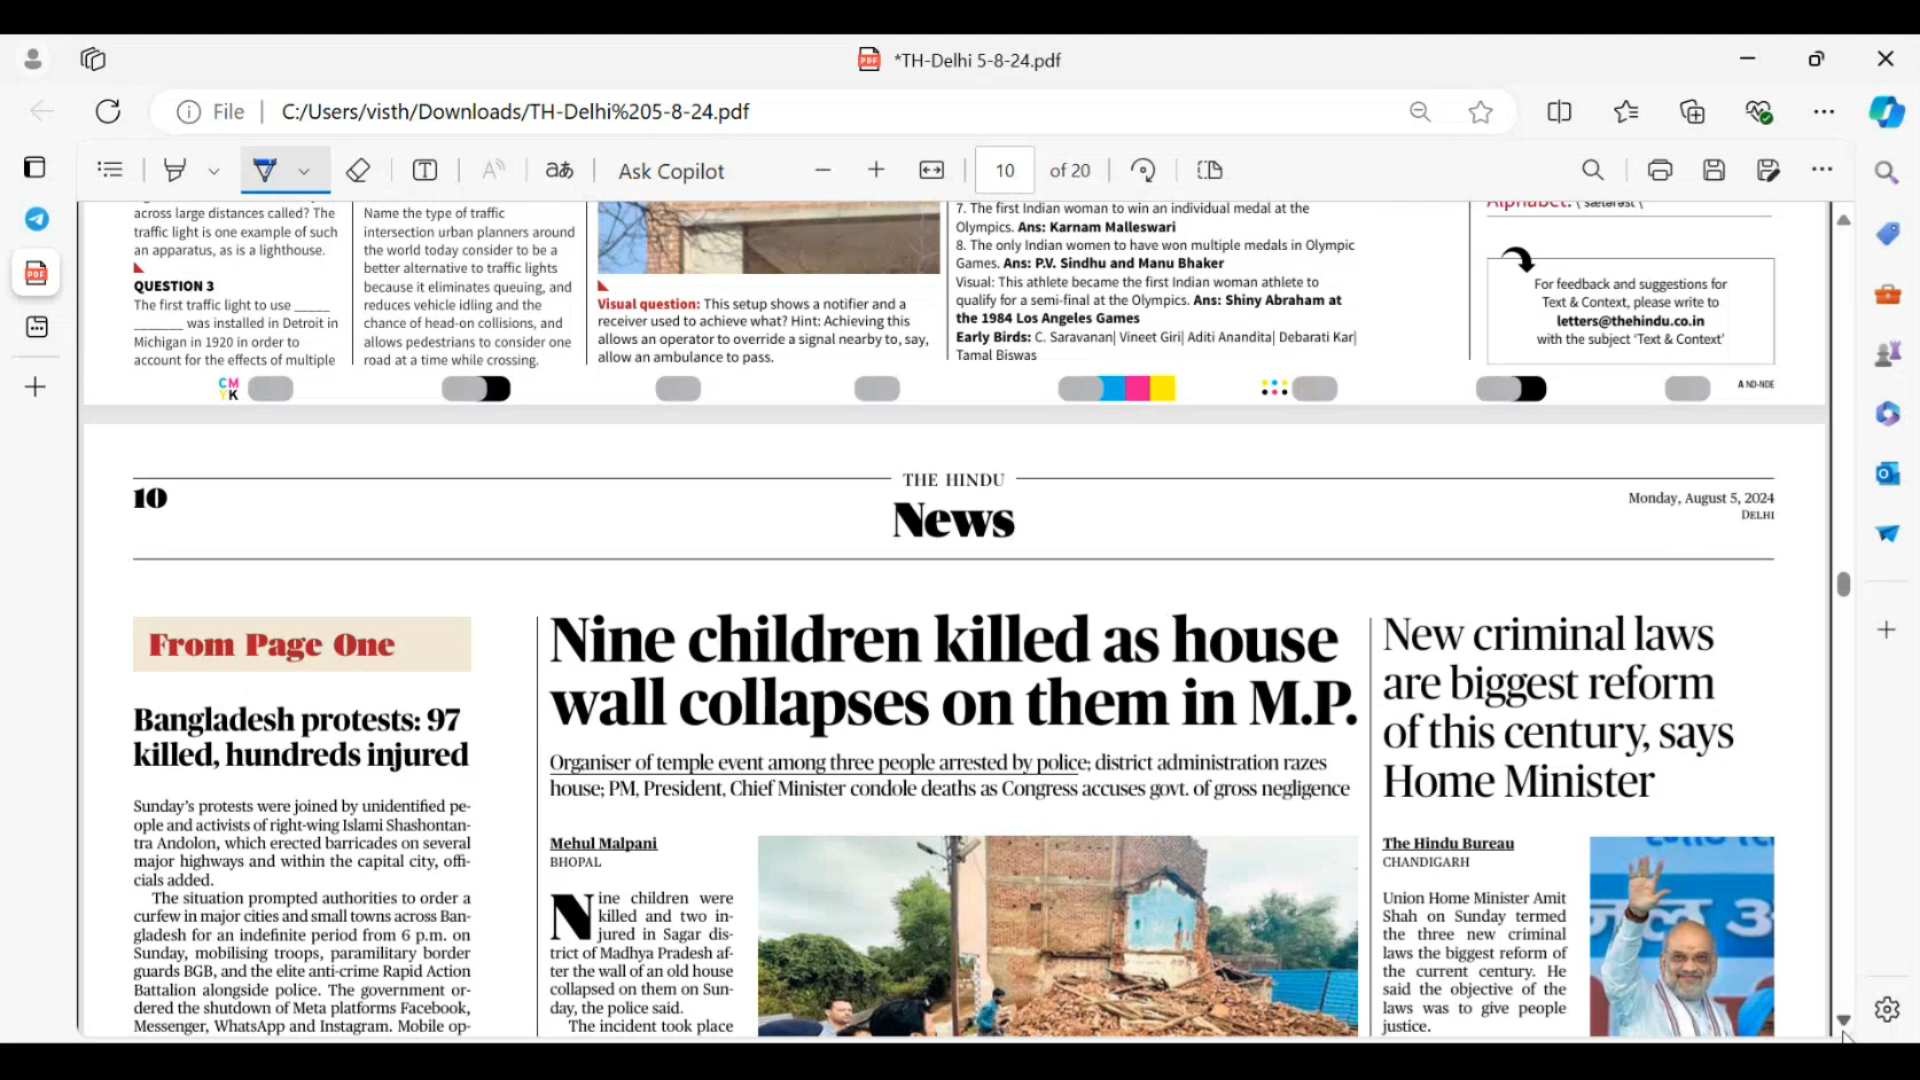 *TH-Delhi 5-8-24.pdf
File
C:/Users/visth/Downloads/TH-Delhi%205-8-24.pdf
Ask Copilot
10
of 20
across large distances called? The
traffic light is one example of such
an apparatus, as is a lighthouse.
QUESTION 3
The first traffic light to use _____
_______ was installed in Detroit in
Michigan in 1920 in order to
account for the effects of multiple
Name the type of traffic
intersection urban planners around
the world today consider to be a
better alternative to traffic lights
because it eliminates queuing, and
reduces vehicle idling and the
chance of head-on collisions, and
allows pedestrians to consider one
road at a time while crossing.
Visual question: This setup shows a notifier and a
receiver used to achieve what? Hint: Achieving this
allows an operator to override a signal nearby to, say,
allow an ambulance to pass.
7. The first Indian woman to win an individual medal at the
Olympics. Ans: Karnam Malleswari
8. The only Indian women to have won multiple medals in Olympic
Games. Ans: P.V. Sindhu and Manu Bhaker
Visual: This athlete became the first Indian woman athlete to
qualify for a semi-final at the Olympics. Ans: Shiny Abraham at
the 1984 Los Angeles Games
Early Birds: C. Saravanan| Vineet Giri| Aditi Anandita| Debarati Kar|
Tamal Biswas
For feedback and suggestions for
Text & Context, please write to
letters@thehindu.co.in
with the subject ‘Text & Context’
CM
YK
A ND-NDE
10
THE HINDU
News
Monday, August 5, 2024
DELHI
From Page One
Bangladesh protests: 97
killed, hundreds injured
Sunday’s protests were joined by unidentified pe-
ople and activists of right-wing Islami Shashontan-
tra Andolon, which erected barricades on several
major highways and within the capital city, offi-
cials added.
The situation prompted authorities to order a
curfew in major cities and small towns across Ban-
gladesh for an indefinite period from 6 p.m. on
Sunday, mobilising troops, paramilitary border
guards BGB, and the elite anti-crime Rapid Action
Battalion alongside police. The government or-
dered the shutdown of Meta platforms Facebook,
Messenger, WhatsApp and Instagram. Mobile op-
Nine children killed as house
wall collapses on them in M.P.
Organiser of temple event among three people arrested by police; district administration razes
house; PM, President, Chief Minister condole deaths as Congress accuses govt. of gross negligence
Mehul Malpani
BHOPAL
Nine children were
killed and two in-
jured in Sagar dis-
trict of Madhya Pradesh af-
ter the wall of an old house
collapsed on them on Sun-
day, the police said.
The incident took place
New criminal laws
are biggest reform
of this century, says
Home Minister
The Hindu Bureau
CHANDIGARH
Union Home Minister Amit
Shah on Sunday termed
the three new criminal
laws the biggest reform of
the current century. He
said the objective of the
laws was to give people
justice.